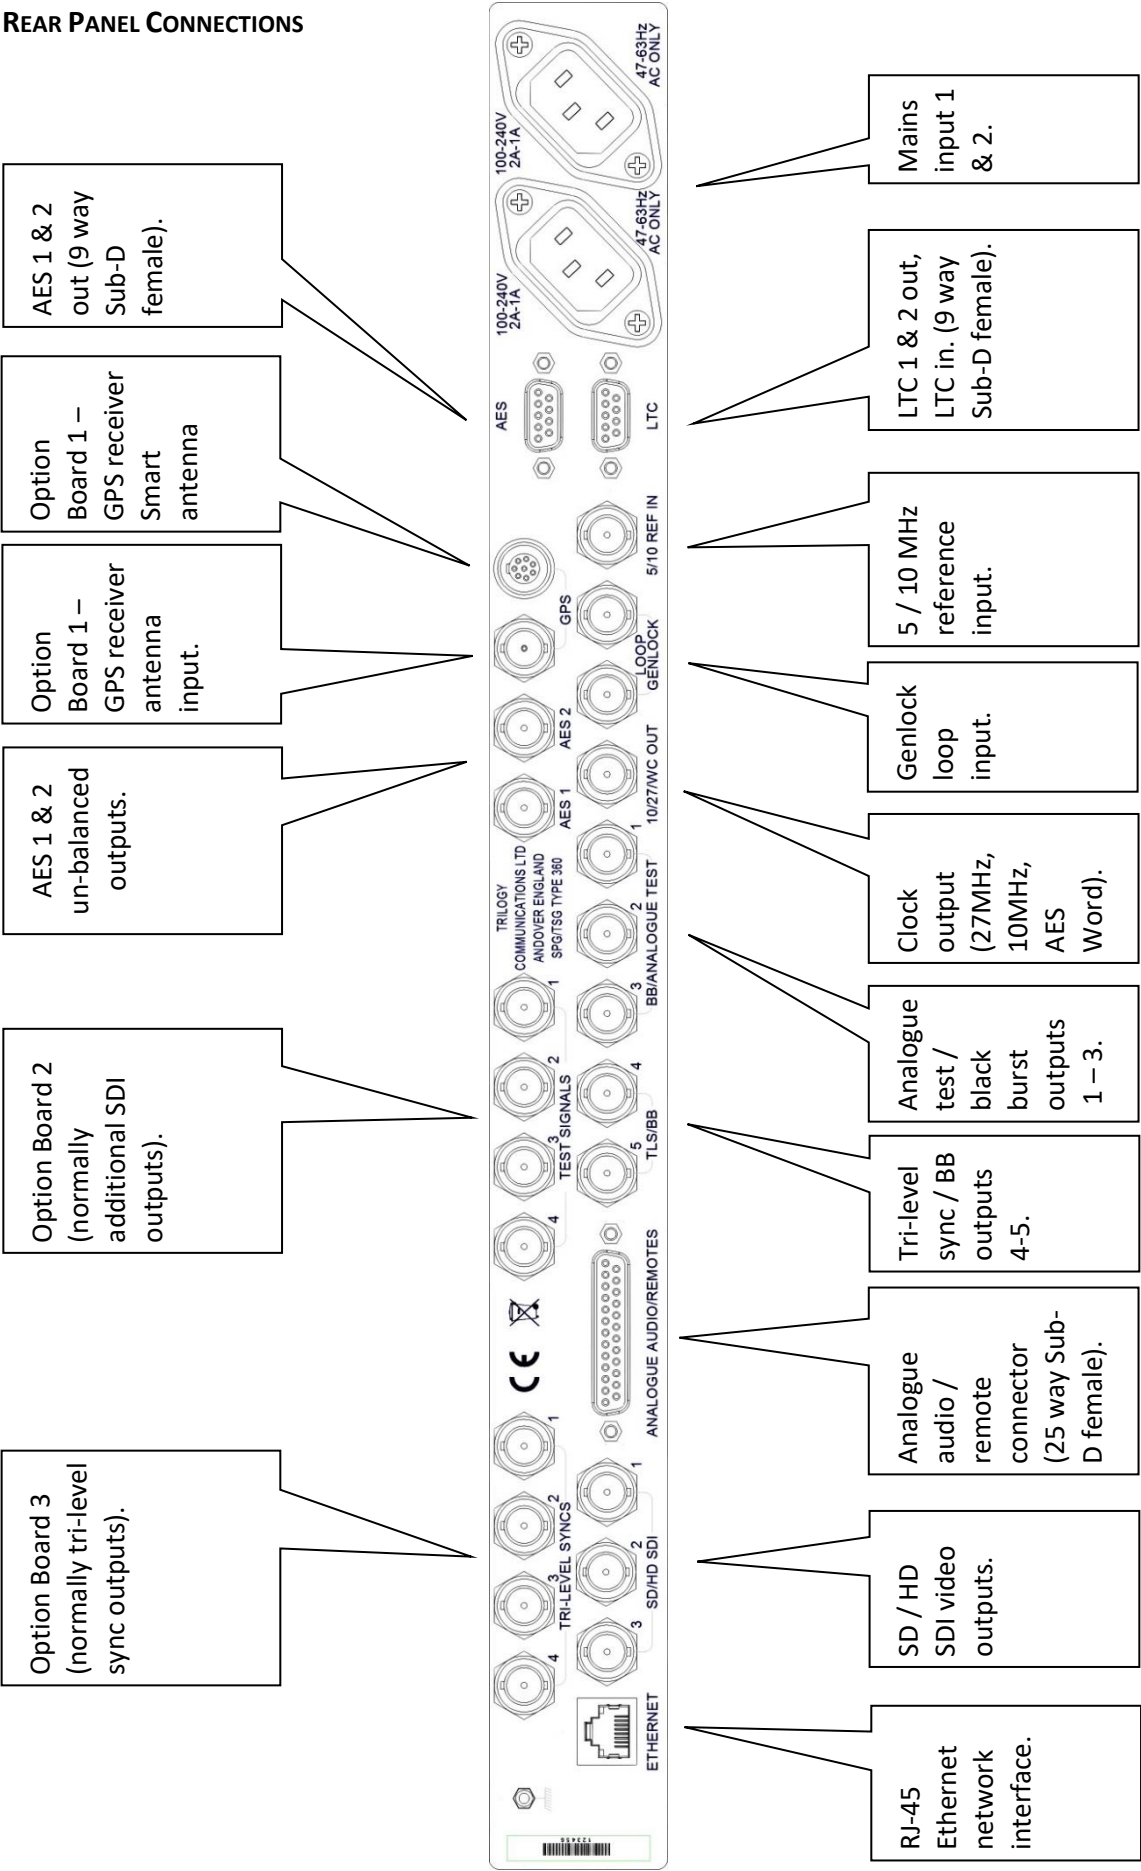 REAR PANEL CONNECTIONS
Option Board 3
(normally tri-level
sync outputs).
Option Board 2
(normally
additional SDI
outputs).
AES 1 & 2
un-balanced
outputs.
Option
Board 1 –
GPS receiver
antenna
input.
Option
Board 1 –
GPS receiver
Smart
antenna
AES 1 & 2
out (9 way
Sub-D
female).
123456
ETHERNET
4
3
2
1
TRI-LEVEL SYNCS
3
2
1
SD/HD SDI
CE
ANALOGUE AUDIO/REMOTES
4
3
2
1
TEST SIGNALS
5
4
TLS/BB
TRILOGY
COMMUNICATIONS LTD
ANDOVER ENGLAND
SPG/TSG TYPE 360
3
2
1
BB/ANALOGUE TEST
AES 1
AES 2
10/27/WC OUT
LOOP
GENLOCK
GPS
5/10 REF IN
AES
LTC
100-240V
2A-1A
47-63Hz
AC ONLY
100-240V
2A-1A
47-63Hz
AC ONLY
RJ-45
Ethernet
network
interface.
SD / HD
SDI video
outputs.
Analogue
audio /
remote
connector
(25 way Sub-
D female).
Tri-level
sync / BB
outputs
4-5.
Analogue
test /
black
burst
outputs
1 – 3.
Clock
output
(27MHz,
10MHz,
AES
Word).
Genlock
loop
input.
5 / 10 MHz
reference
input.
LTC 1 & 2 out,
LTC in. (9 way
Sub-D female).
Mains
input 1
& 2.